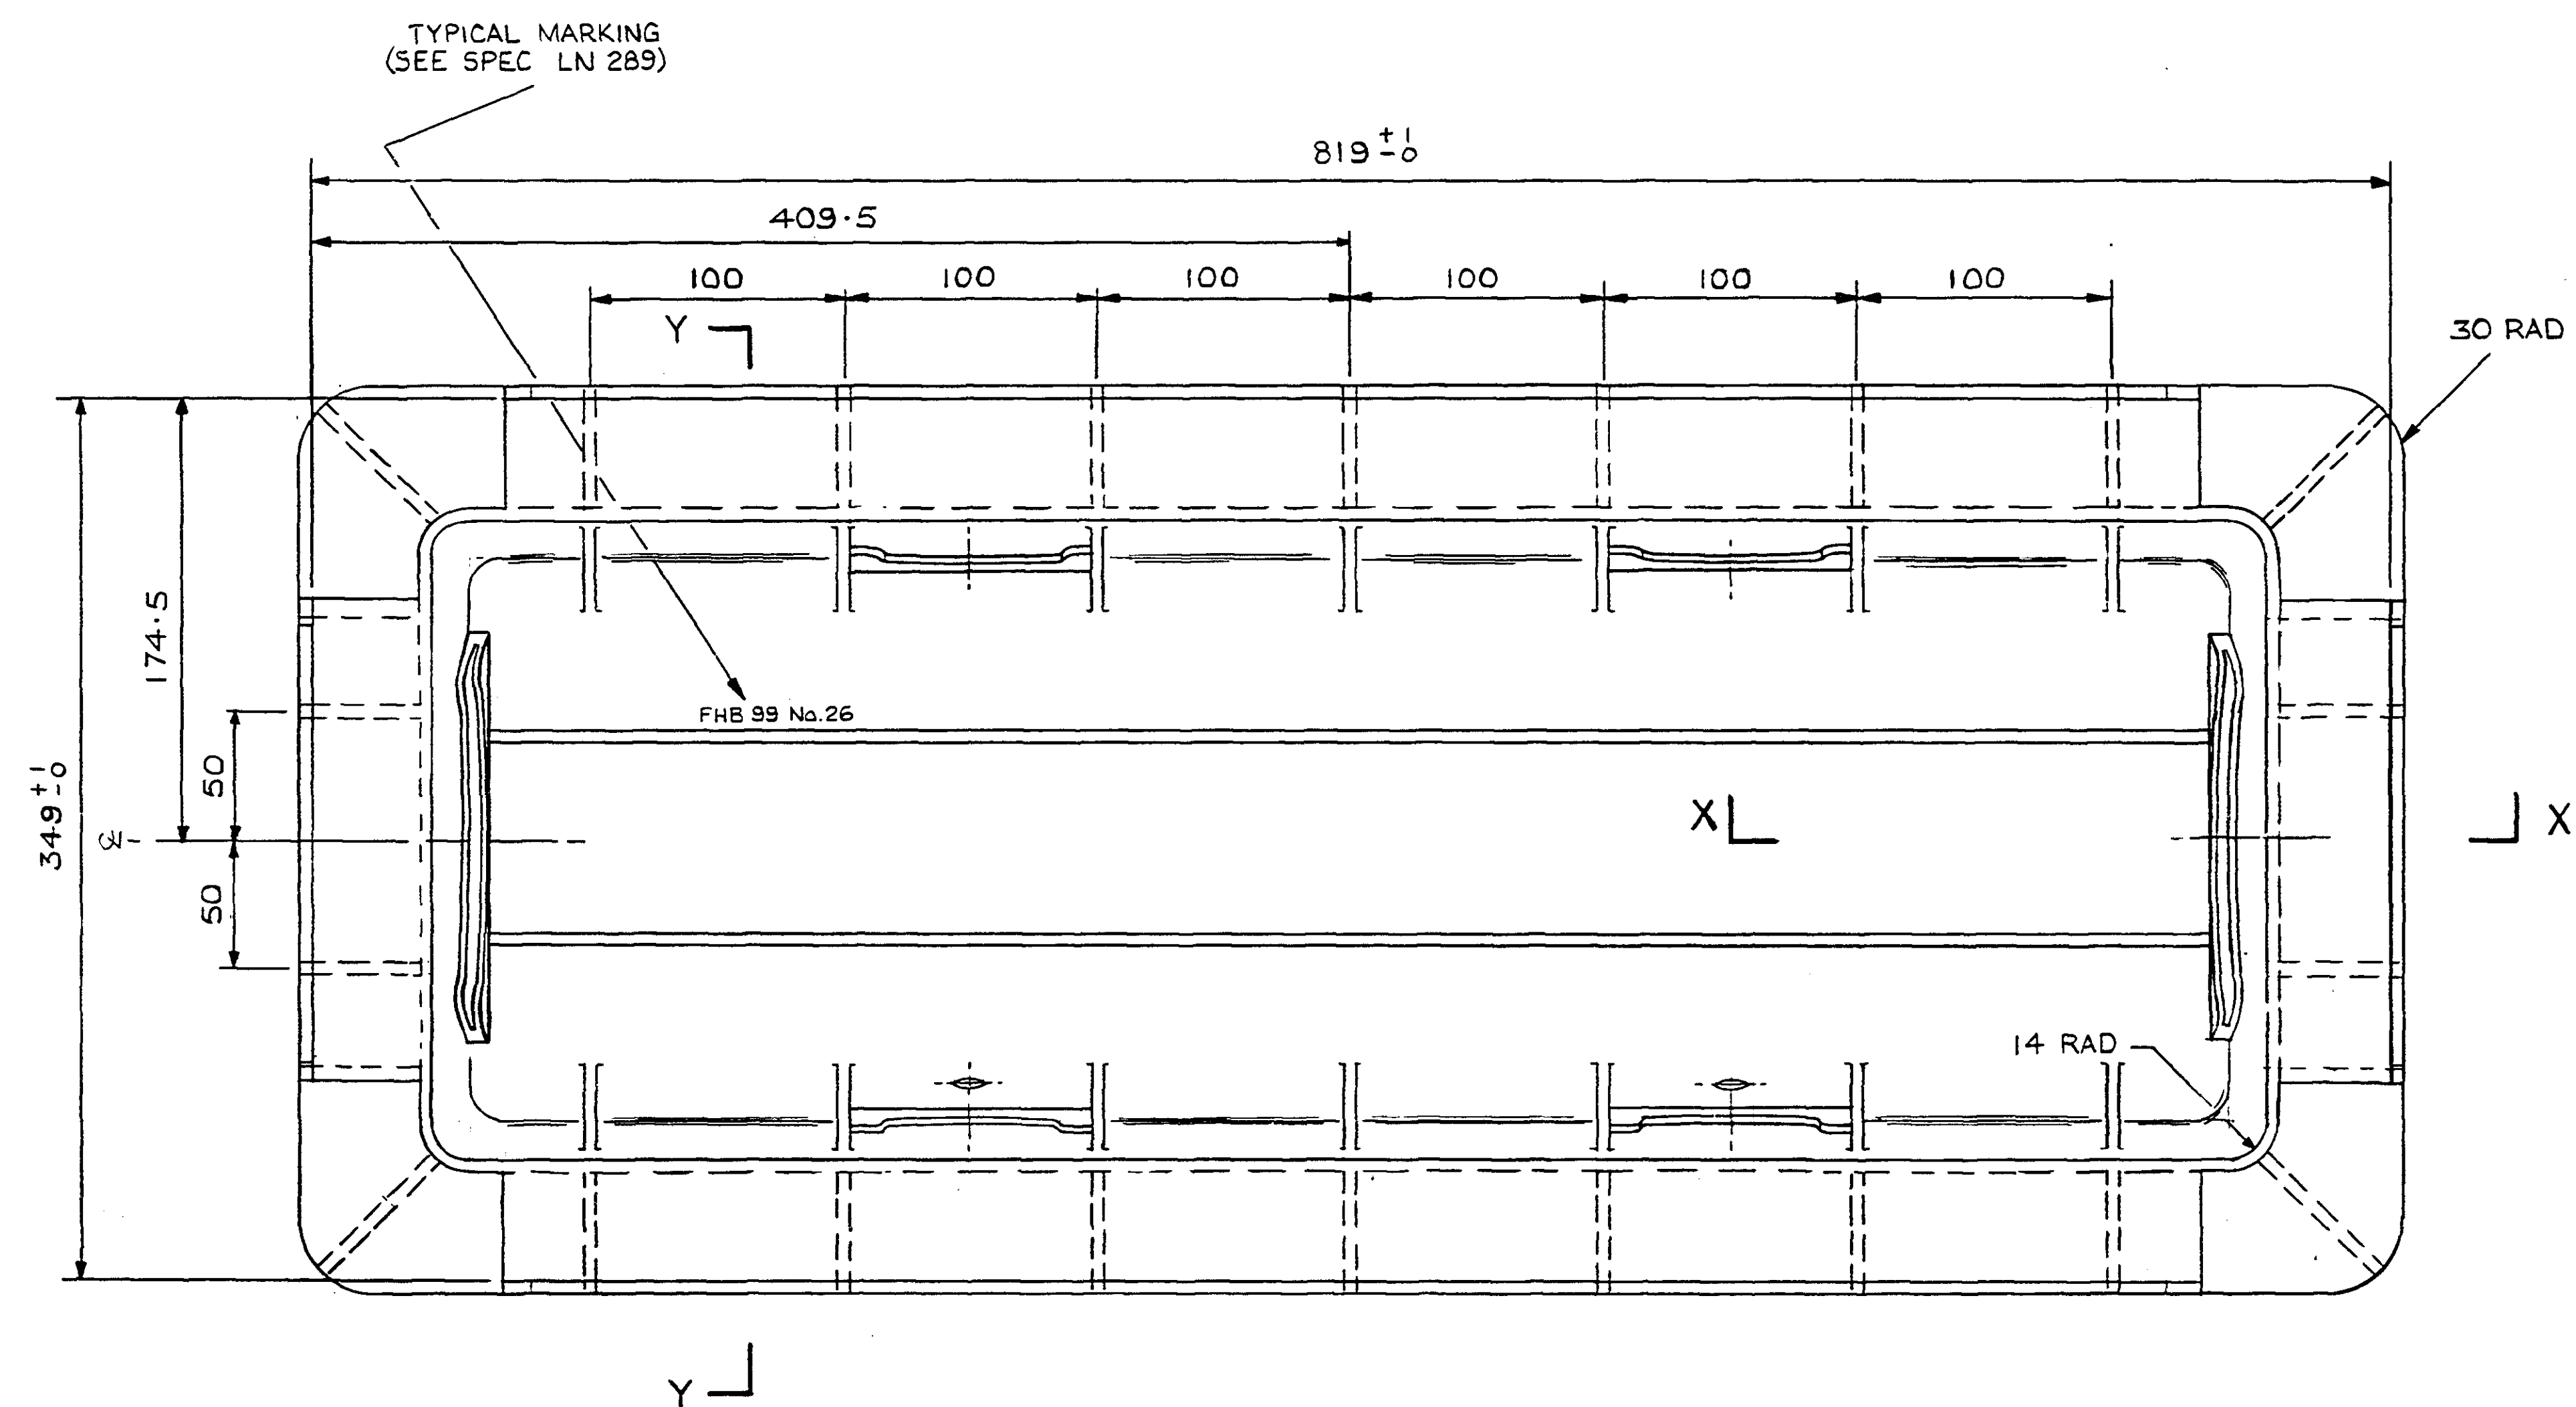 TYPICAL MARKING
(SEE SPEC LN 289)
819 +1 -0
409·5
100 100 100 100 100 100
Y
30 RAD
174·5
FHB 99 No.26
50
349 +1 -0
X X
50
14 RAD
Y